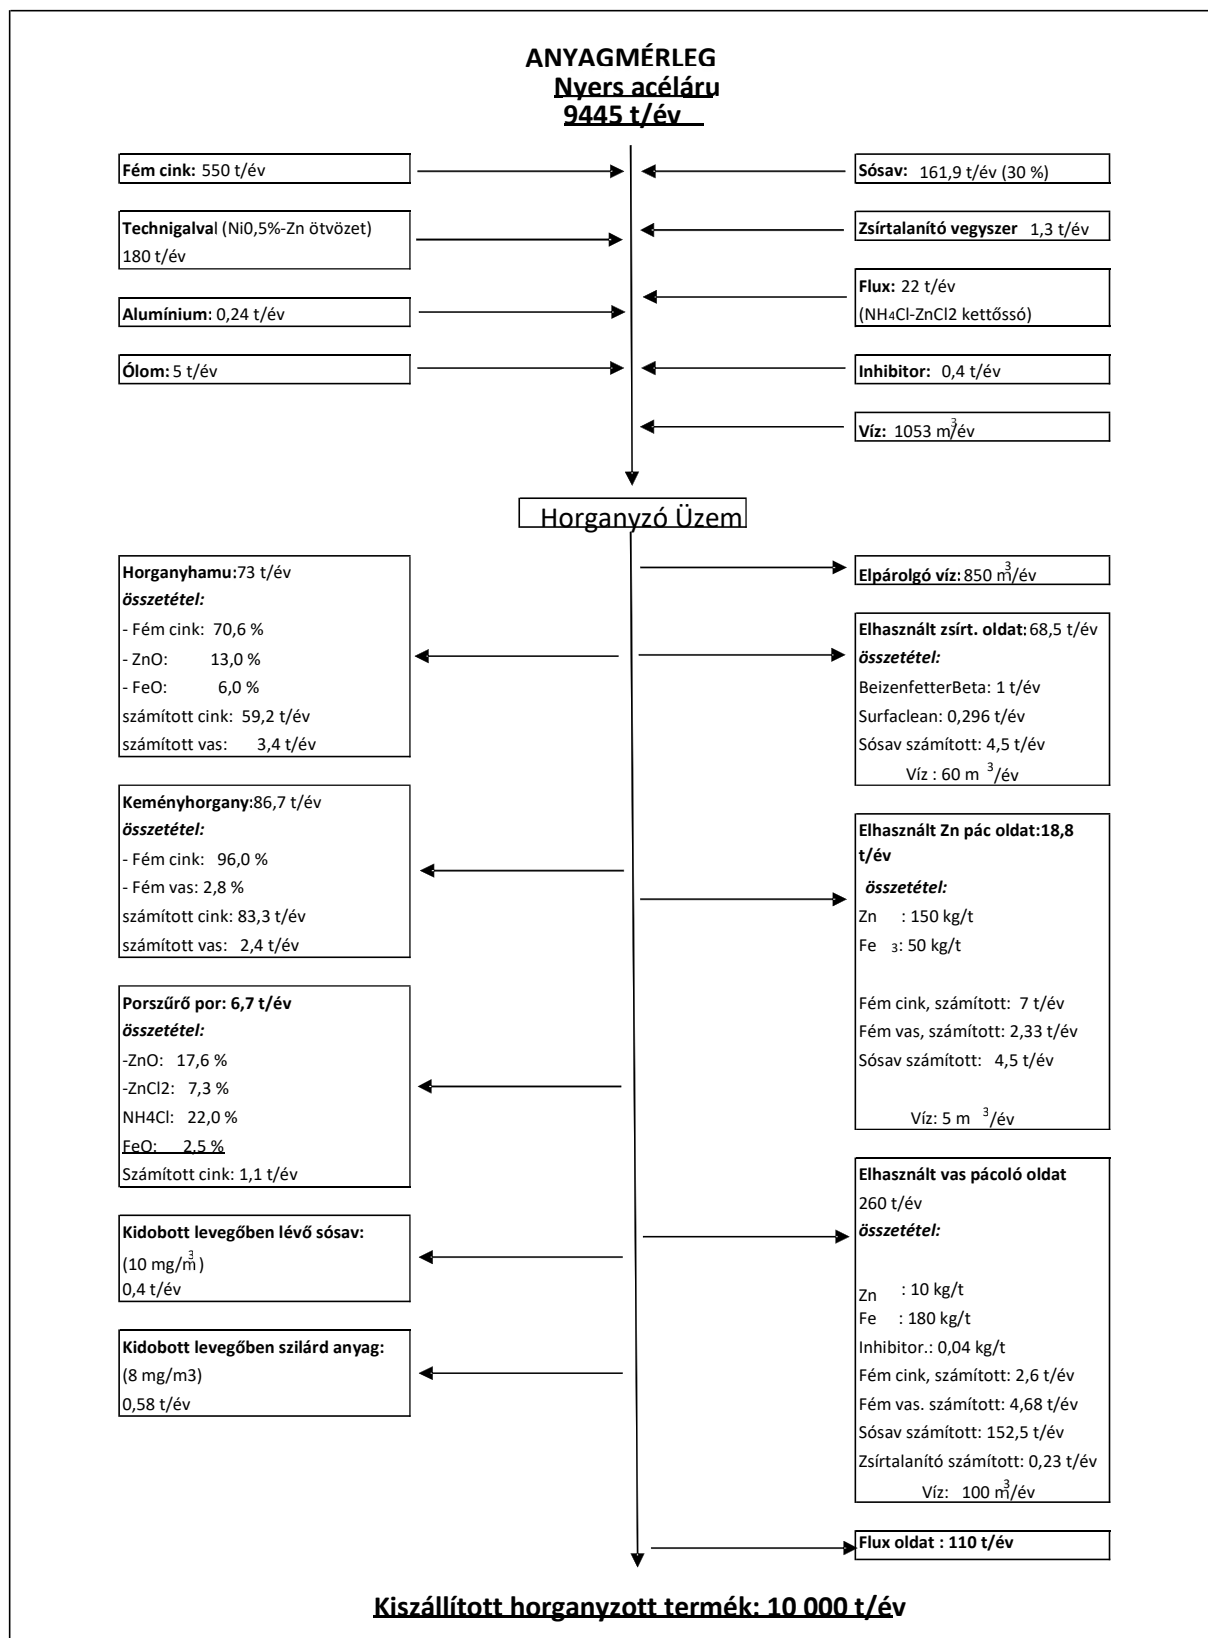 ANYAGMÉRLEG
Nyers acéláru
9445 t/év
Fém cink: 550 t/év
Sósav: 161,9 t/év (30 %)
Technigalval (Ni0,5%-Zn ötvözet)
180 t/év
Zsírtalanító vegyszer 1,3 t/év
Flux: 22 t/év
(NH4Cl-ZnCl2 kettőssó)
Alumínium: 0,24 t/év
Ólom: 5 t/év
Inhibitor: 0,4 t/év
Víz: 1053 m3/év
Horganyzó Üzem
Horganyhamu:73 t/év
összetétel:
- Fém cink: 70,6 %
- ZnO: 13,0 %
- FeO: 6,0 %
számított cink: 59,2 t/év
számított vas: 3,4 t/év
Elpárolgó víz: 850 m3/év
Elhasznált zsírt. oldat: 68,5 t/év
összetétel:
BeizenfetterBeta: 1 t/év
Surfaclean: 0,296 t/év
Sósav számított: 4,5 t/év
Víz : 60 m 3/év
Keményhorgany:86,7 t/év
összetétel:
- Fém cink: 96,0 %
- Fém vas: 2,8 %
számított cink: 83,3 t/év
számított vas: 2,4 t/év
Elhasznált Zn pác oldat:18,8
t/év
összetétel:
Zn : 150 kg/t
Fe 3: 50 kg/t
Fém cink, számított: 7 t/év
Fém vas, számított: 2,33 t/év
Sósav számított: 4,5 t/év
Víz: 5 m 3/év
Porszűrő por: 6,7 t/év
összetétel:
-ZnO: 17,6 %
-ZnCl2: 7,3 %
NH4Cl: 22,0 %
FeO: 2,5 %
Számított cink: 1,1 t/év
Kidobott levegőben lévő sósav:
(10 mg/m3)
0,4 t/év
Kidobott levegőben szilárd anyag:
(8 mg/m3)
0,58 t/év
Elhasznált vas pácoló oldat
260 t/év
összetétel:
Zn : 10 kg/t
Fe : 180 kg/t
Inhibitor.: 0,04 kg/t
Fém cink, számított: 2,6 t/év
Fém vas. számított: 4,68 t/év
Sósav számított: 152,5 t/év
Zsírtalanító számított: 0,23 t/év
Víz: 100 m3/év
Flux oldat : 110 t/év
Kiszállított horganyzott termék: 10 000 t/év